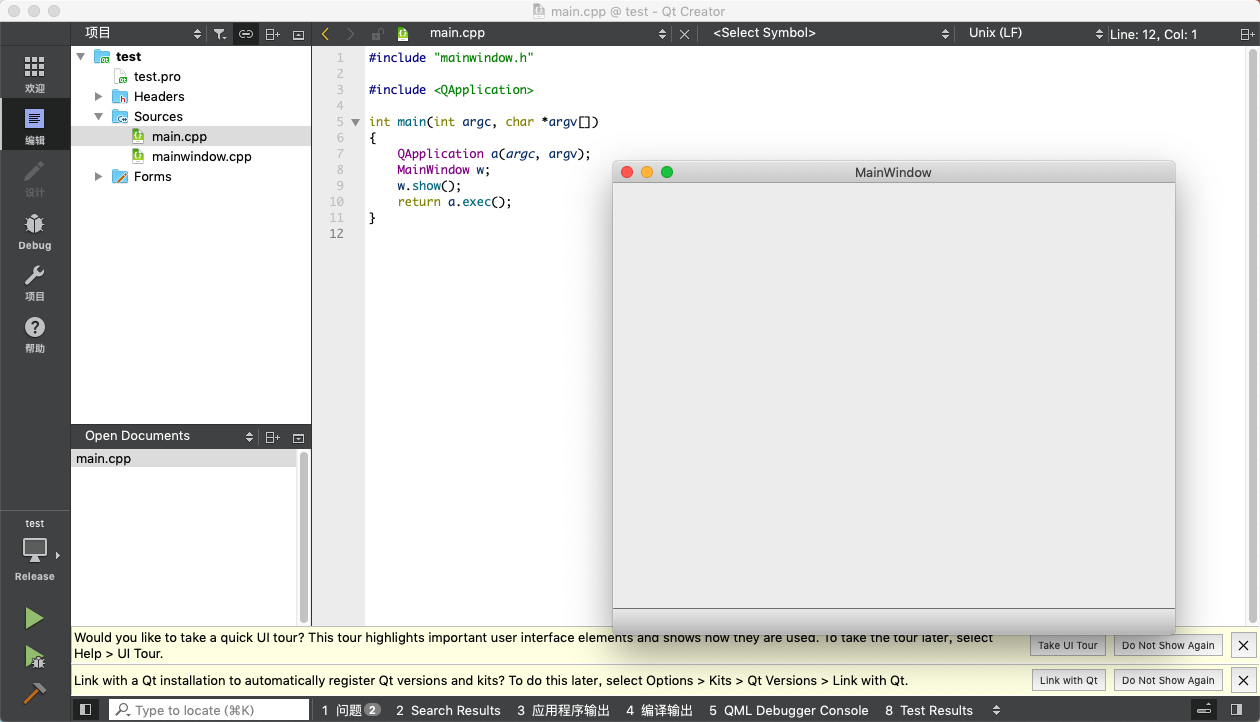 main.cpp @ test - Qt Creator
项目
main.cpp
<Select Symbol>
Unix (LF)
Line: 12, Col: 1
欢迎
编辑
设计
Debug
项目
帮助
test
test.pro
Headers
Sources
main.cpp
mainwindow.cpp
Forms
1 #include "mainwindow.h"
2
3 #include <QApplication>
4
5 int main(int argc, char *argv[])
6 {
7 QApplication a(argc, argv);
8 MainWindow w;
9 w.show();
10 return a.exec();
11 }
12
MainWindow
Open Documents
main.cpp
test
Release
Would you like to take a quick UI tour? This tour highlights important user interface elements and shows how they are used. To take the tour later, select
Help > UI Tour.
Take UI Tour
Do Not Show Again
Link with a Qt installation to automatically register Qt versions and kits? To do this later, select Options > Kits > Qt Versions > Link with Qt.
Link with Qt
Do Not Show Again
Type to locate (⌘K)
1 问题 2
2 Search Results
3 应用程序输出
4 编译输出
5 QML Debugger Console
8 Test Results